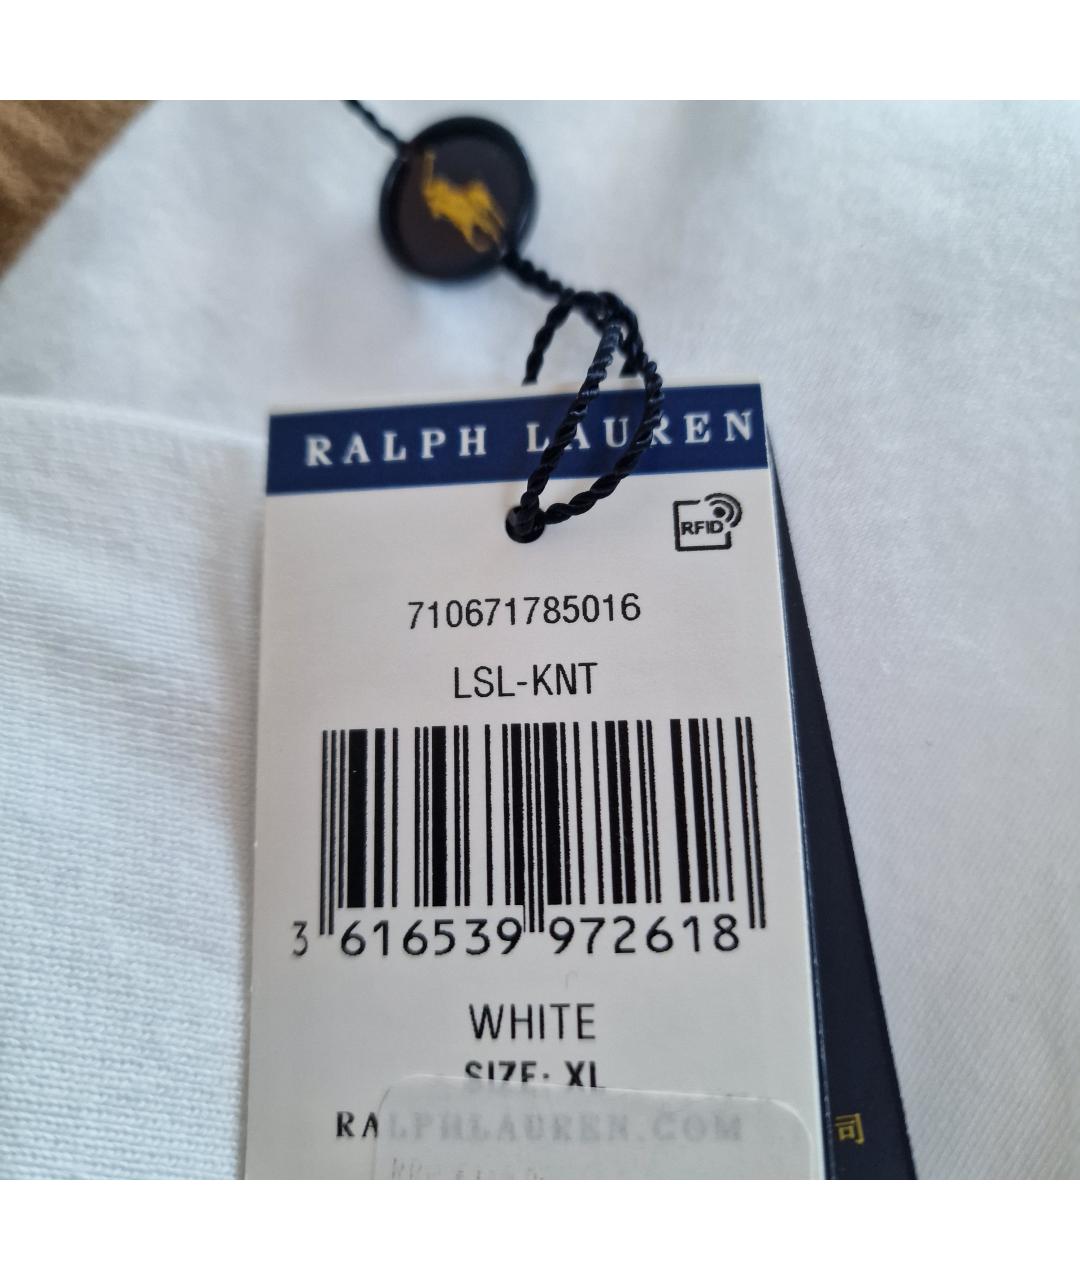 RALPH LAUREN
RFID
710671785016
LSL-KNT
3 616539 972618
WHITE
SIZE: XL
RALPHLAUREN.COM
司